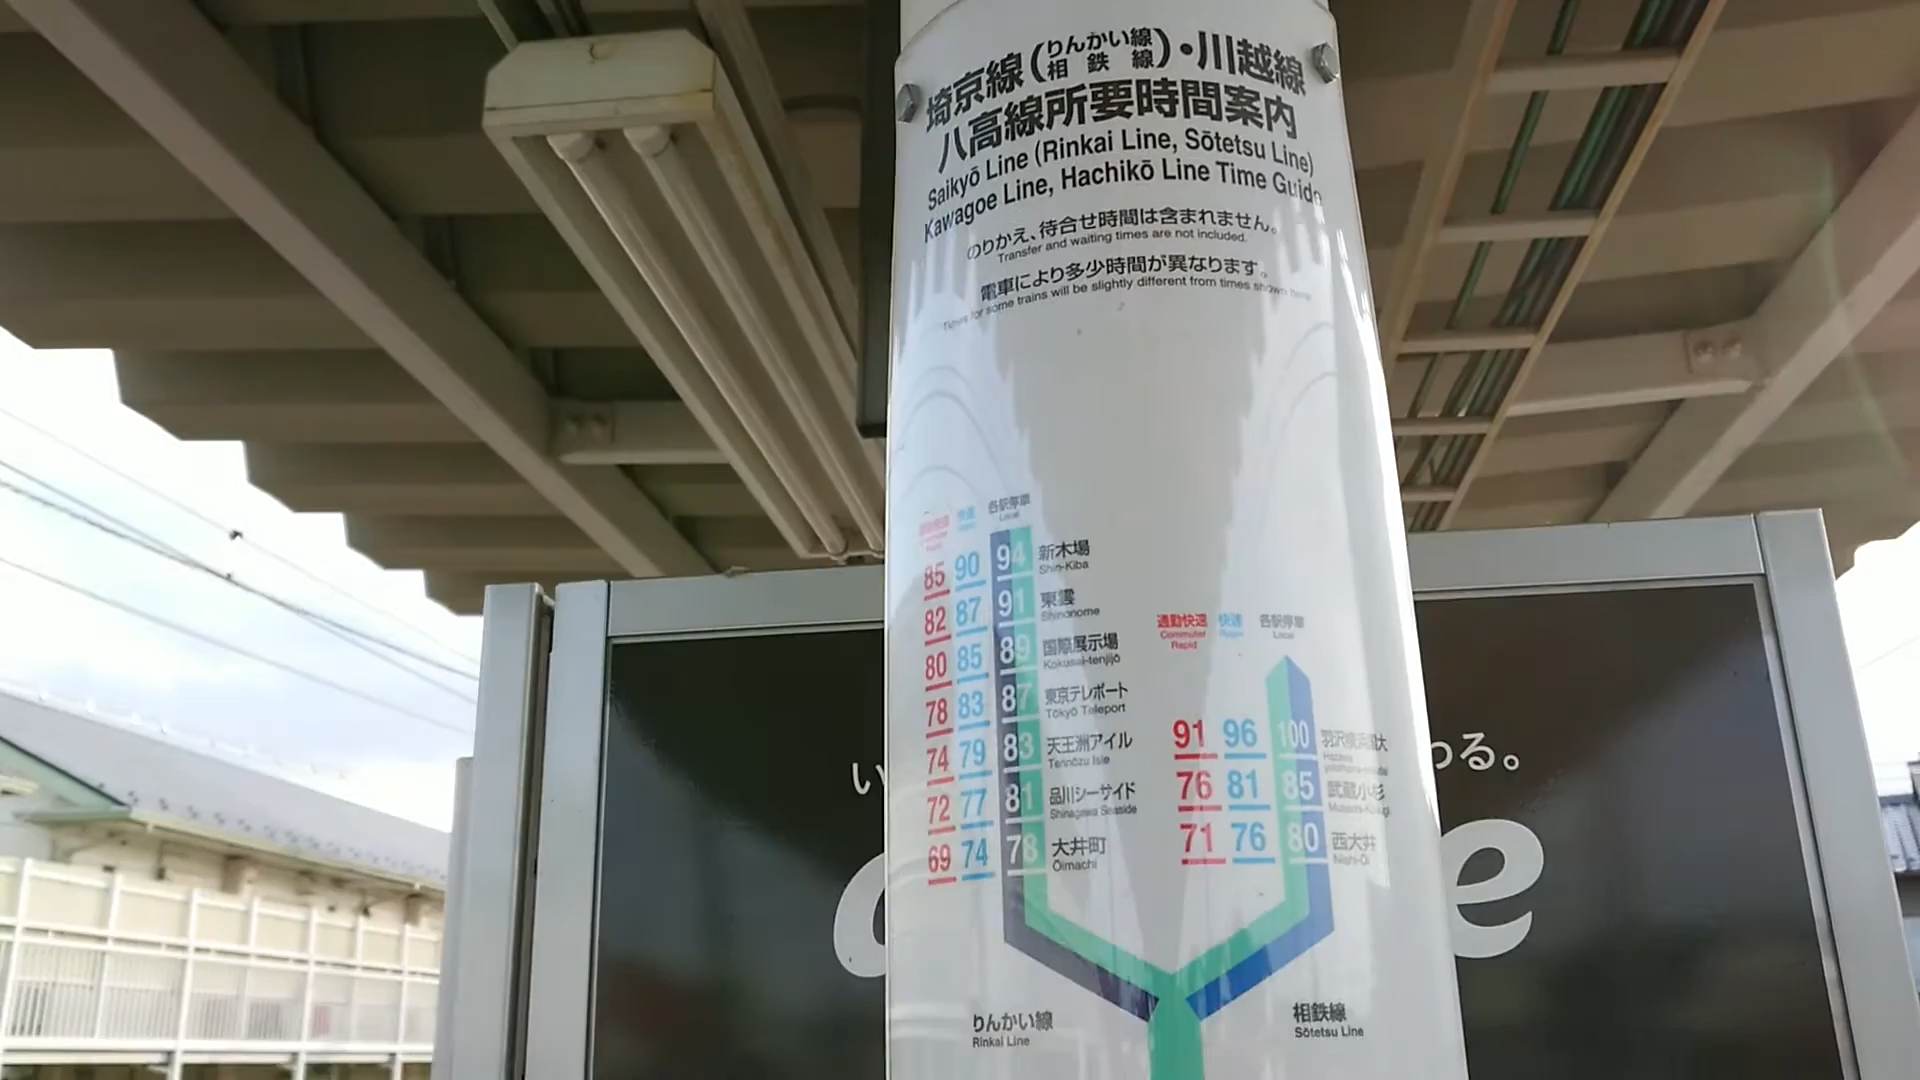 埼京線(りんかい線 相鉄線)・川越線
八高線所要時間案内
Saikyō Line (Rinkai Line, Sōtetsu Line)
Kawagoe Line, Hachikō Line Time Guide
のりかえ、待合せ時間は含まれません。
Transfer and waiting times are not included.
電車により多少時間が異なります。
Times for some trains will be slightly different from times shown here
快速 各駅停車
Local
85 90 94 新木場
Shin-Kiba
82 87 91 東雲
Shinonome
80 85 89 国際展示場
Kokusai-tenjijō
78 83 87 東京テレポート
Tōkyō Teleport
74 79 83 天王洲アイル
Tennōzu Isle
72 77 81 品川シーサイド
Shinagawa Seaside
69 74 78 大井町
Ōimachi
りんかい線
Rinkai Line
通勤快速 快速 各駅停車
Commuter Rapid Rapid Local
91 96 100 羽沢横浜国大
76 81 85 武蔵小杉
71 76 80 西大井
Nishi-Ōi
相鉄線
Sōtetsu Line
い
わる。
e